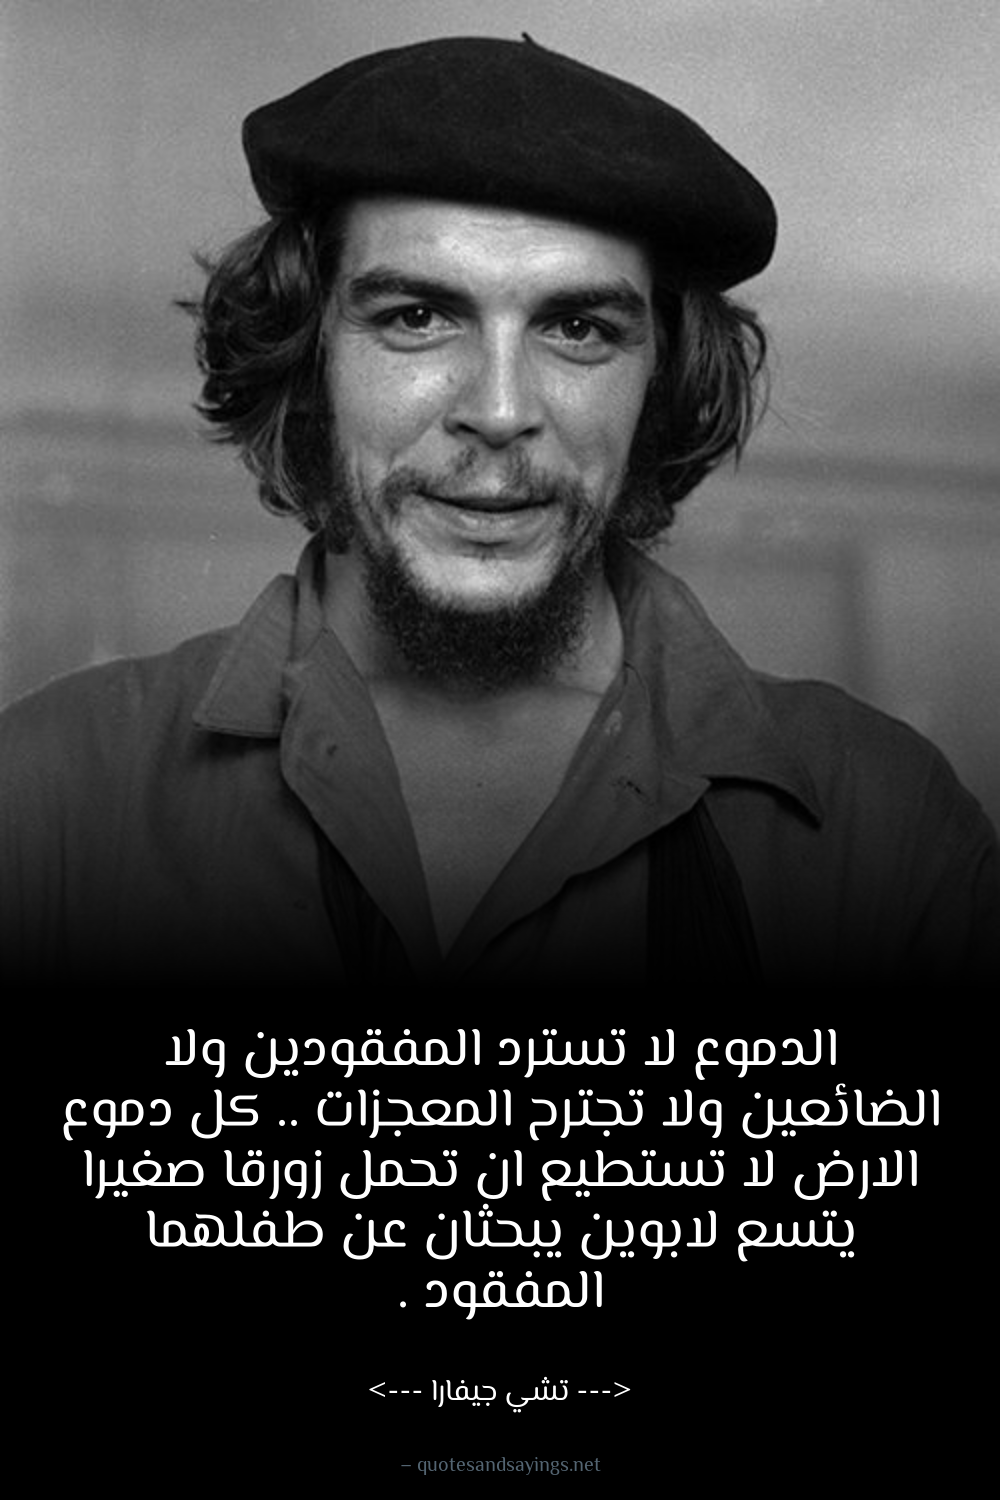 الدموع لا تسترد المفقودين ولا
الضائعين ولا تجترح المعجزات .. كل دموع
الارض لا تستطيع ان تحمل زورقا صغيرا
يتسع لابوين يبحثان عن طفلهما
المفقود .
<--- تشي جيفارا --->
– quotesandsayings.net